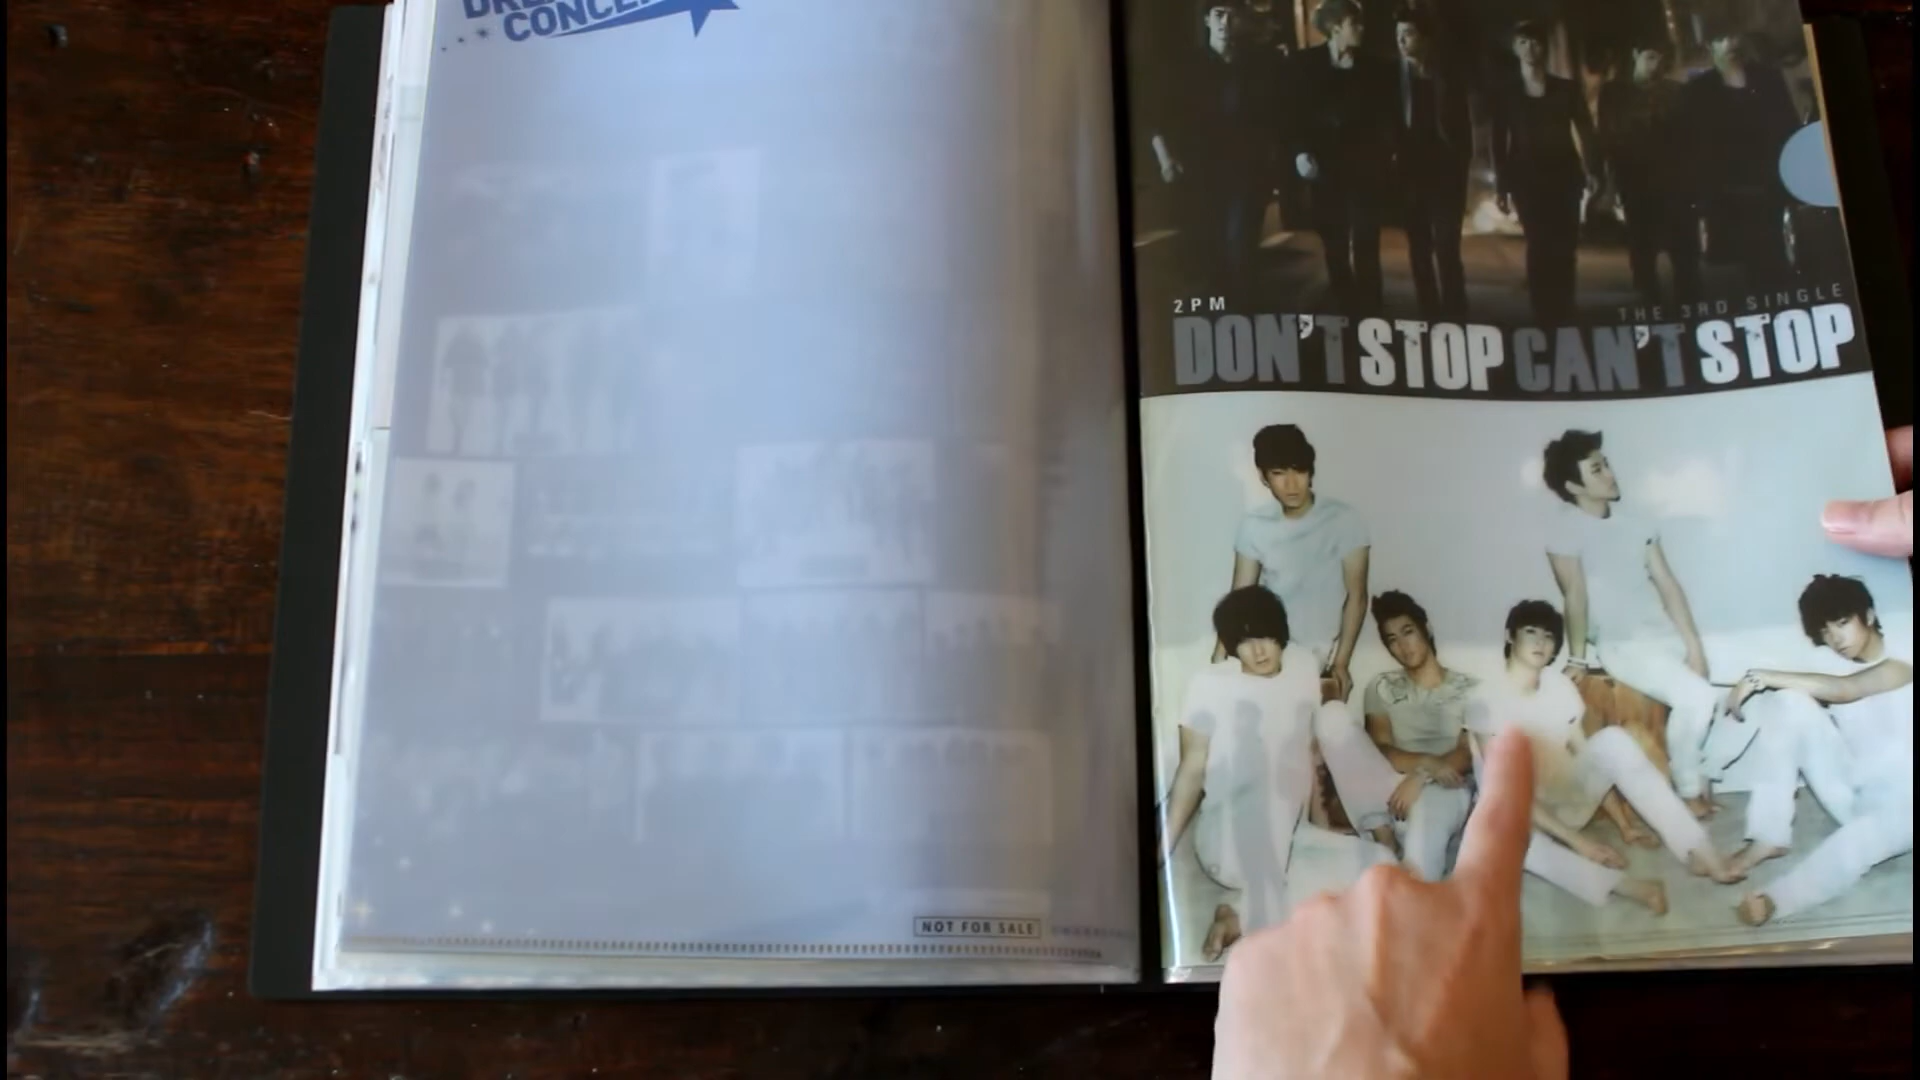 CONCE
NOT FOR SALE
2PM
THE 3RD SINGLE
DON'T STOP CAN'T STOP